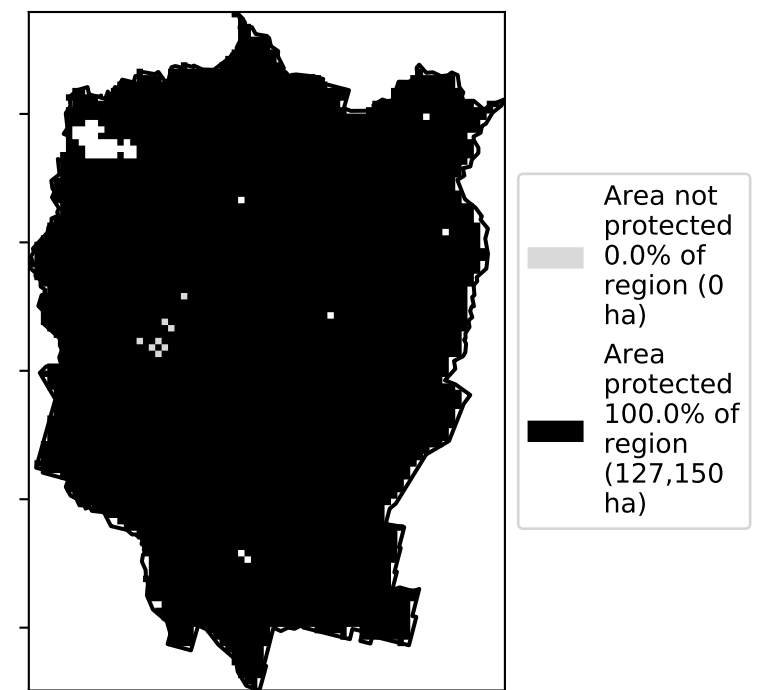 Area not
protected
0.0% of
region (0
ha)
Area
protected
100.0% of
region
(127,150
ha)